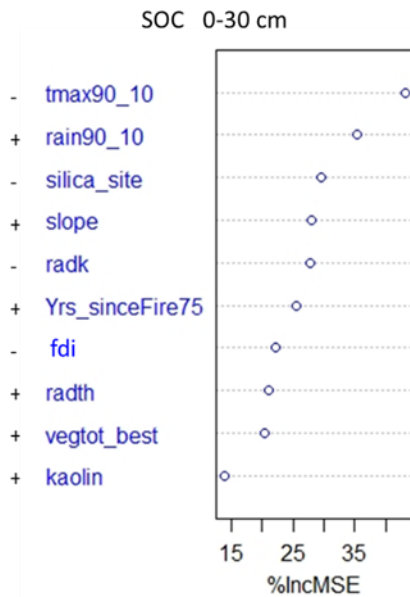 SOC 0-30 cm
- tmax90_10
+ rain90_10
- silica_site
+ slope
- radk
+ Yrs_sinceFire75
- fdi
+ radth
+ vegtot_best
+ kaolin
15 25 35
%IncMSE